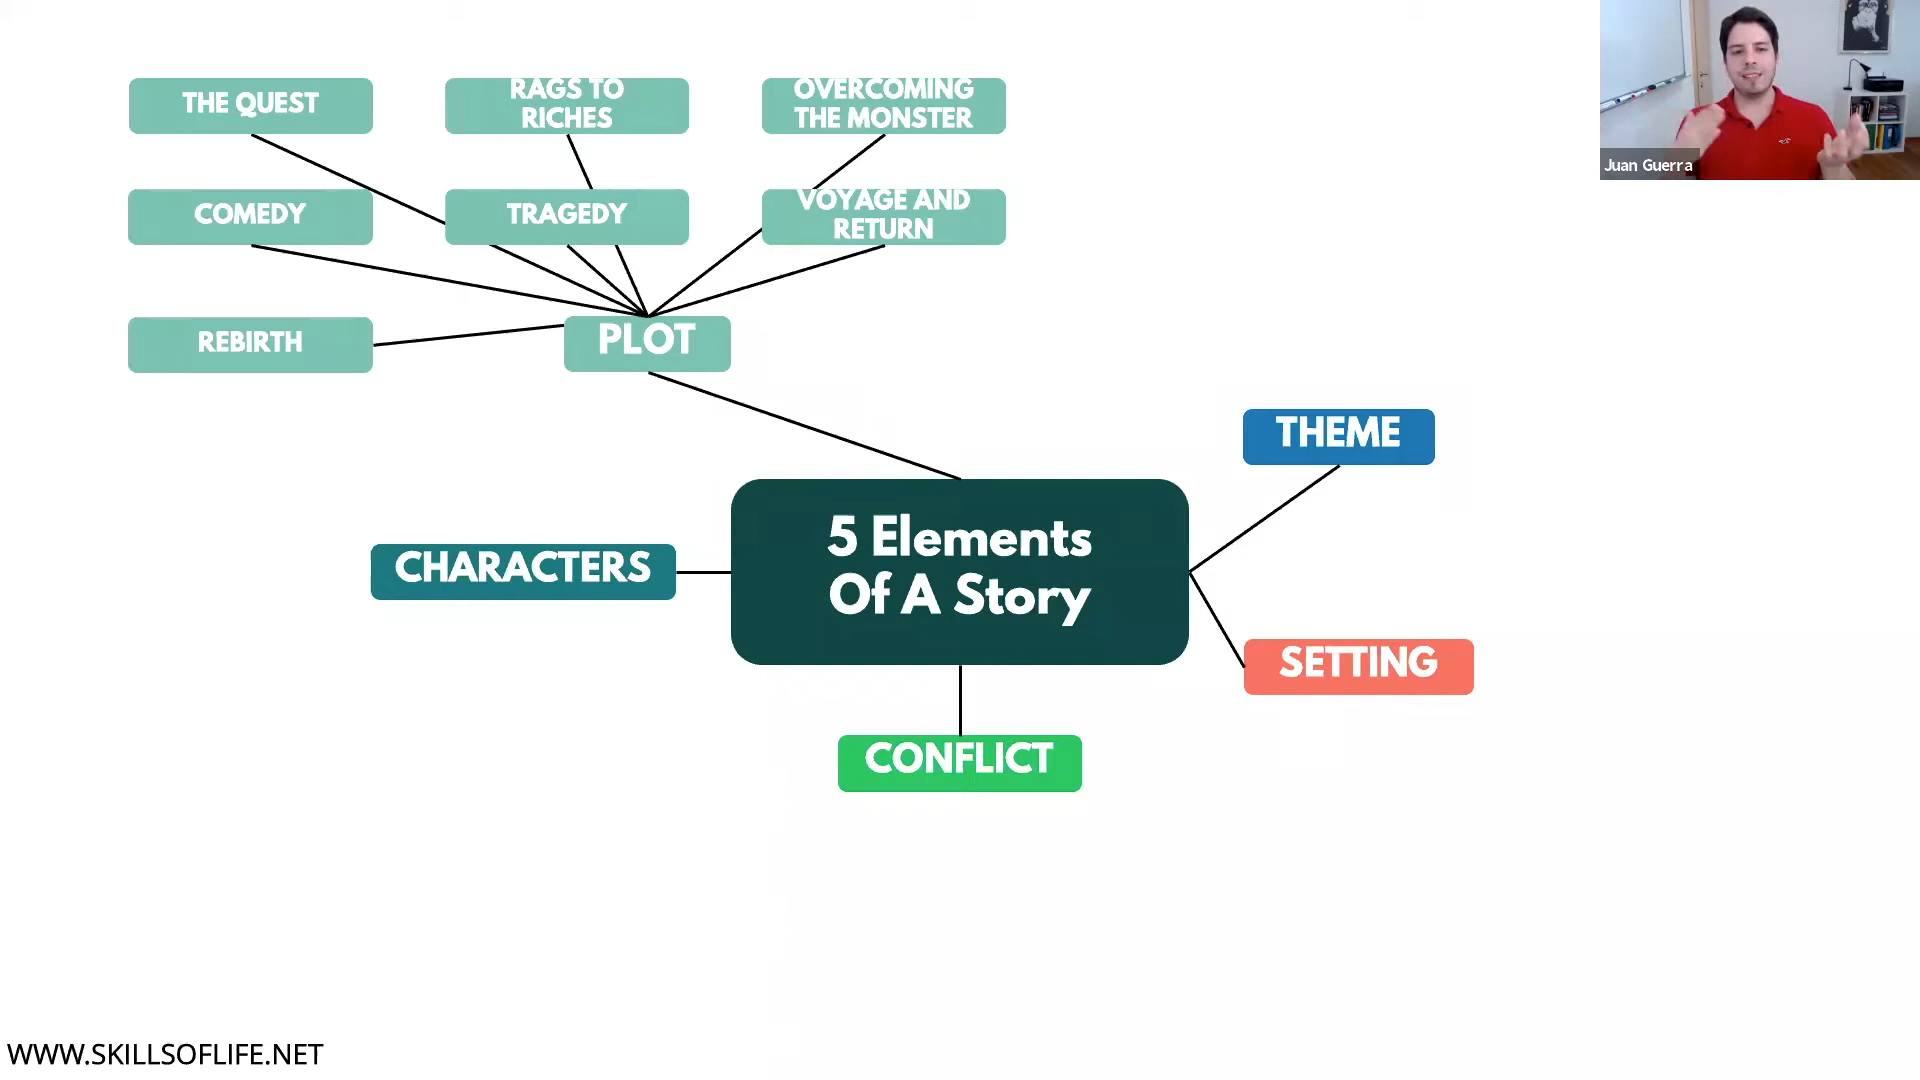 THE QUEST
RAGS TO
RICHES
OVERCOMING
THE MONSTER
COMEDY
TRAGEDY
VOYAGE AND
RETURN
REBIRTH
PLOT
THEME
5 Elements
Of A Story
CHARACTERS
SETTING
CONFLICT
Juan Guerra
WWW.SKILLSOFLIFE.NET